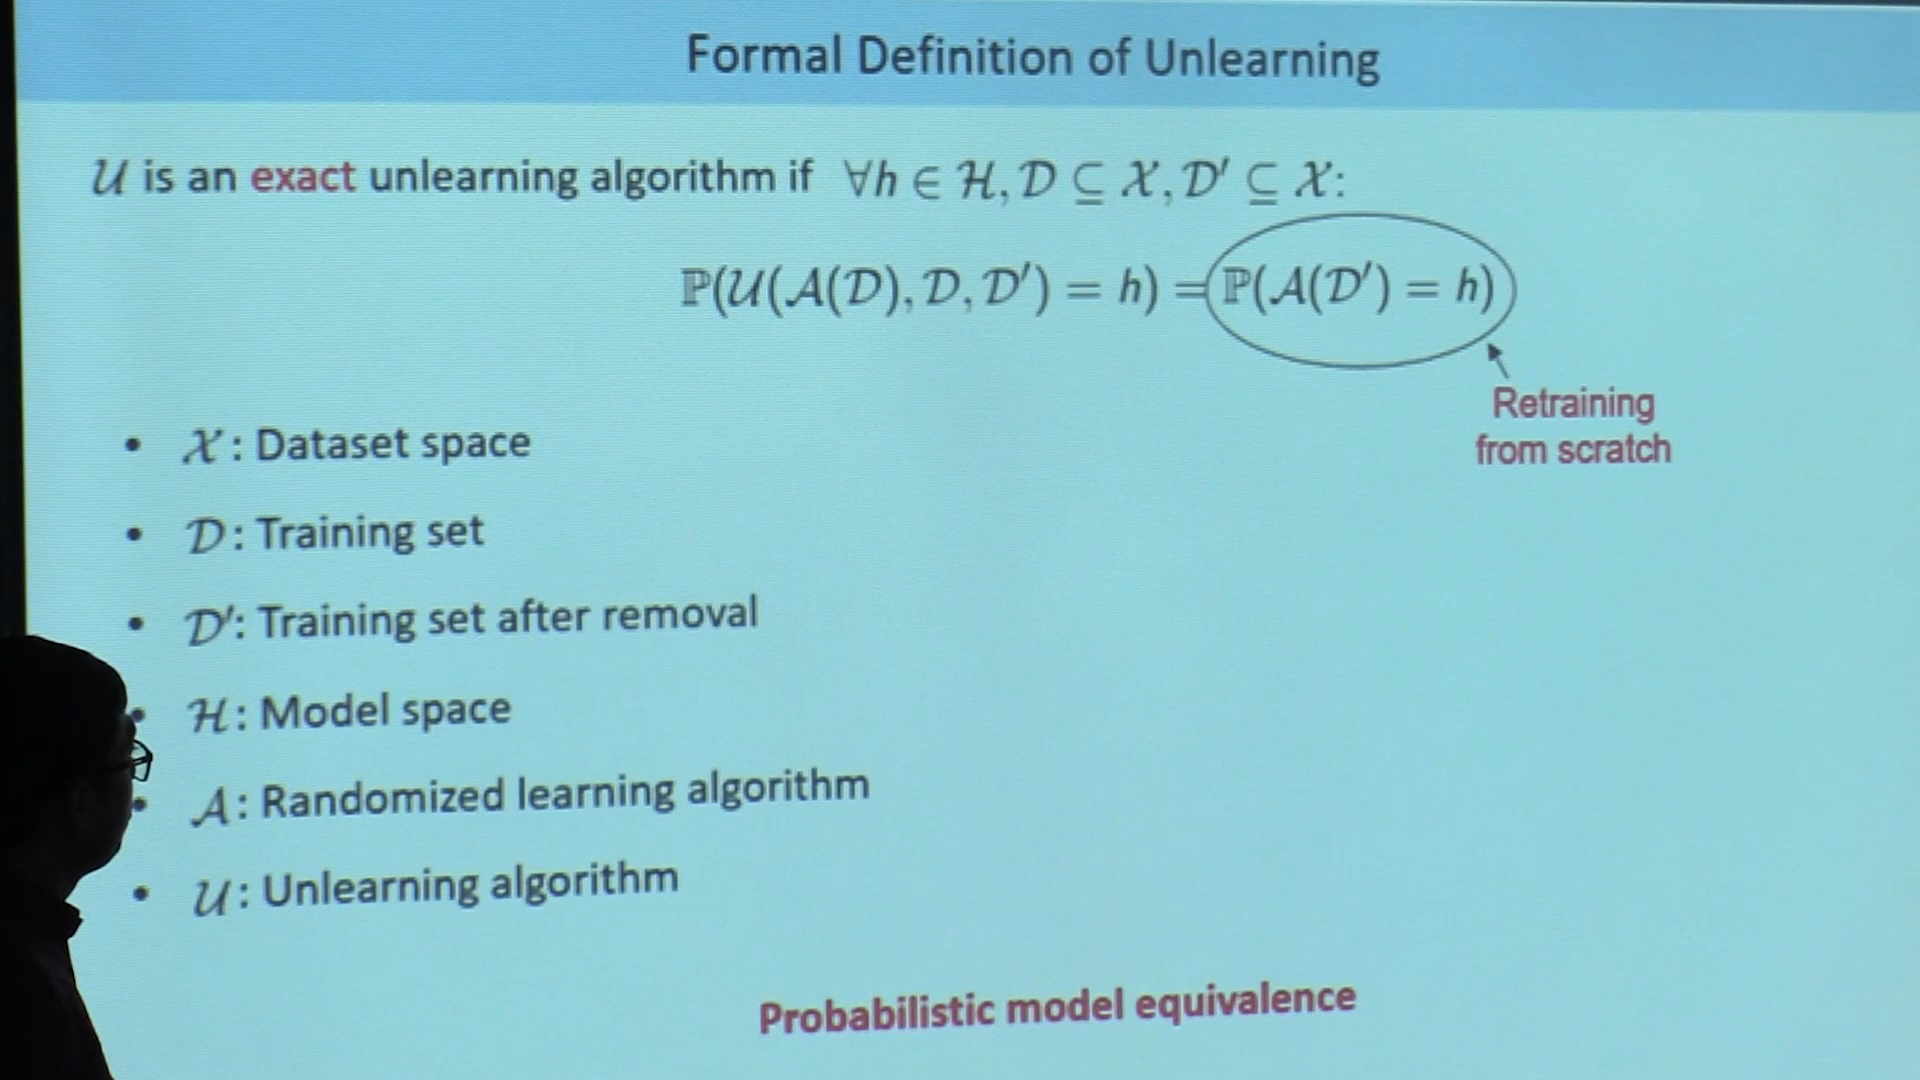 Formal Definition of Unlearning
𝒰 is an exact unlearning algorithm if ∀h ∈ ℋ, 𝒟 ⊆ 𝒳, 𝒟′ ⊆ 𝒳:
ℙ(𝒰(𝒜(𝒟), 𝒟, 𝒟′) = h) = ℙ(𝒜(𝒟′) = h)
Retraining
from scratch
• 𝒳: Dataset space
• 𝒟: Training set
• 𝒟′: Training set after removal
• ℋ: Model space
• 𝒜: Randomized learning algorithm
• 𝒰: Unlearning algorithm
Probabilistic model equivalence